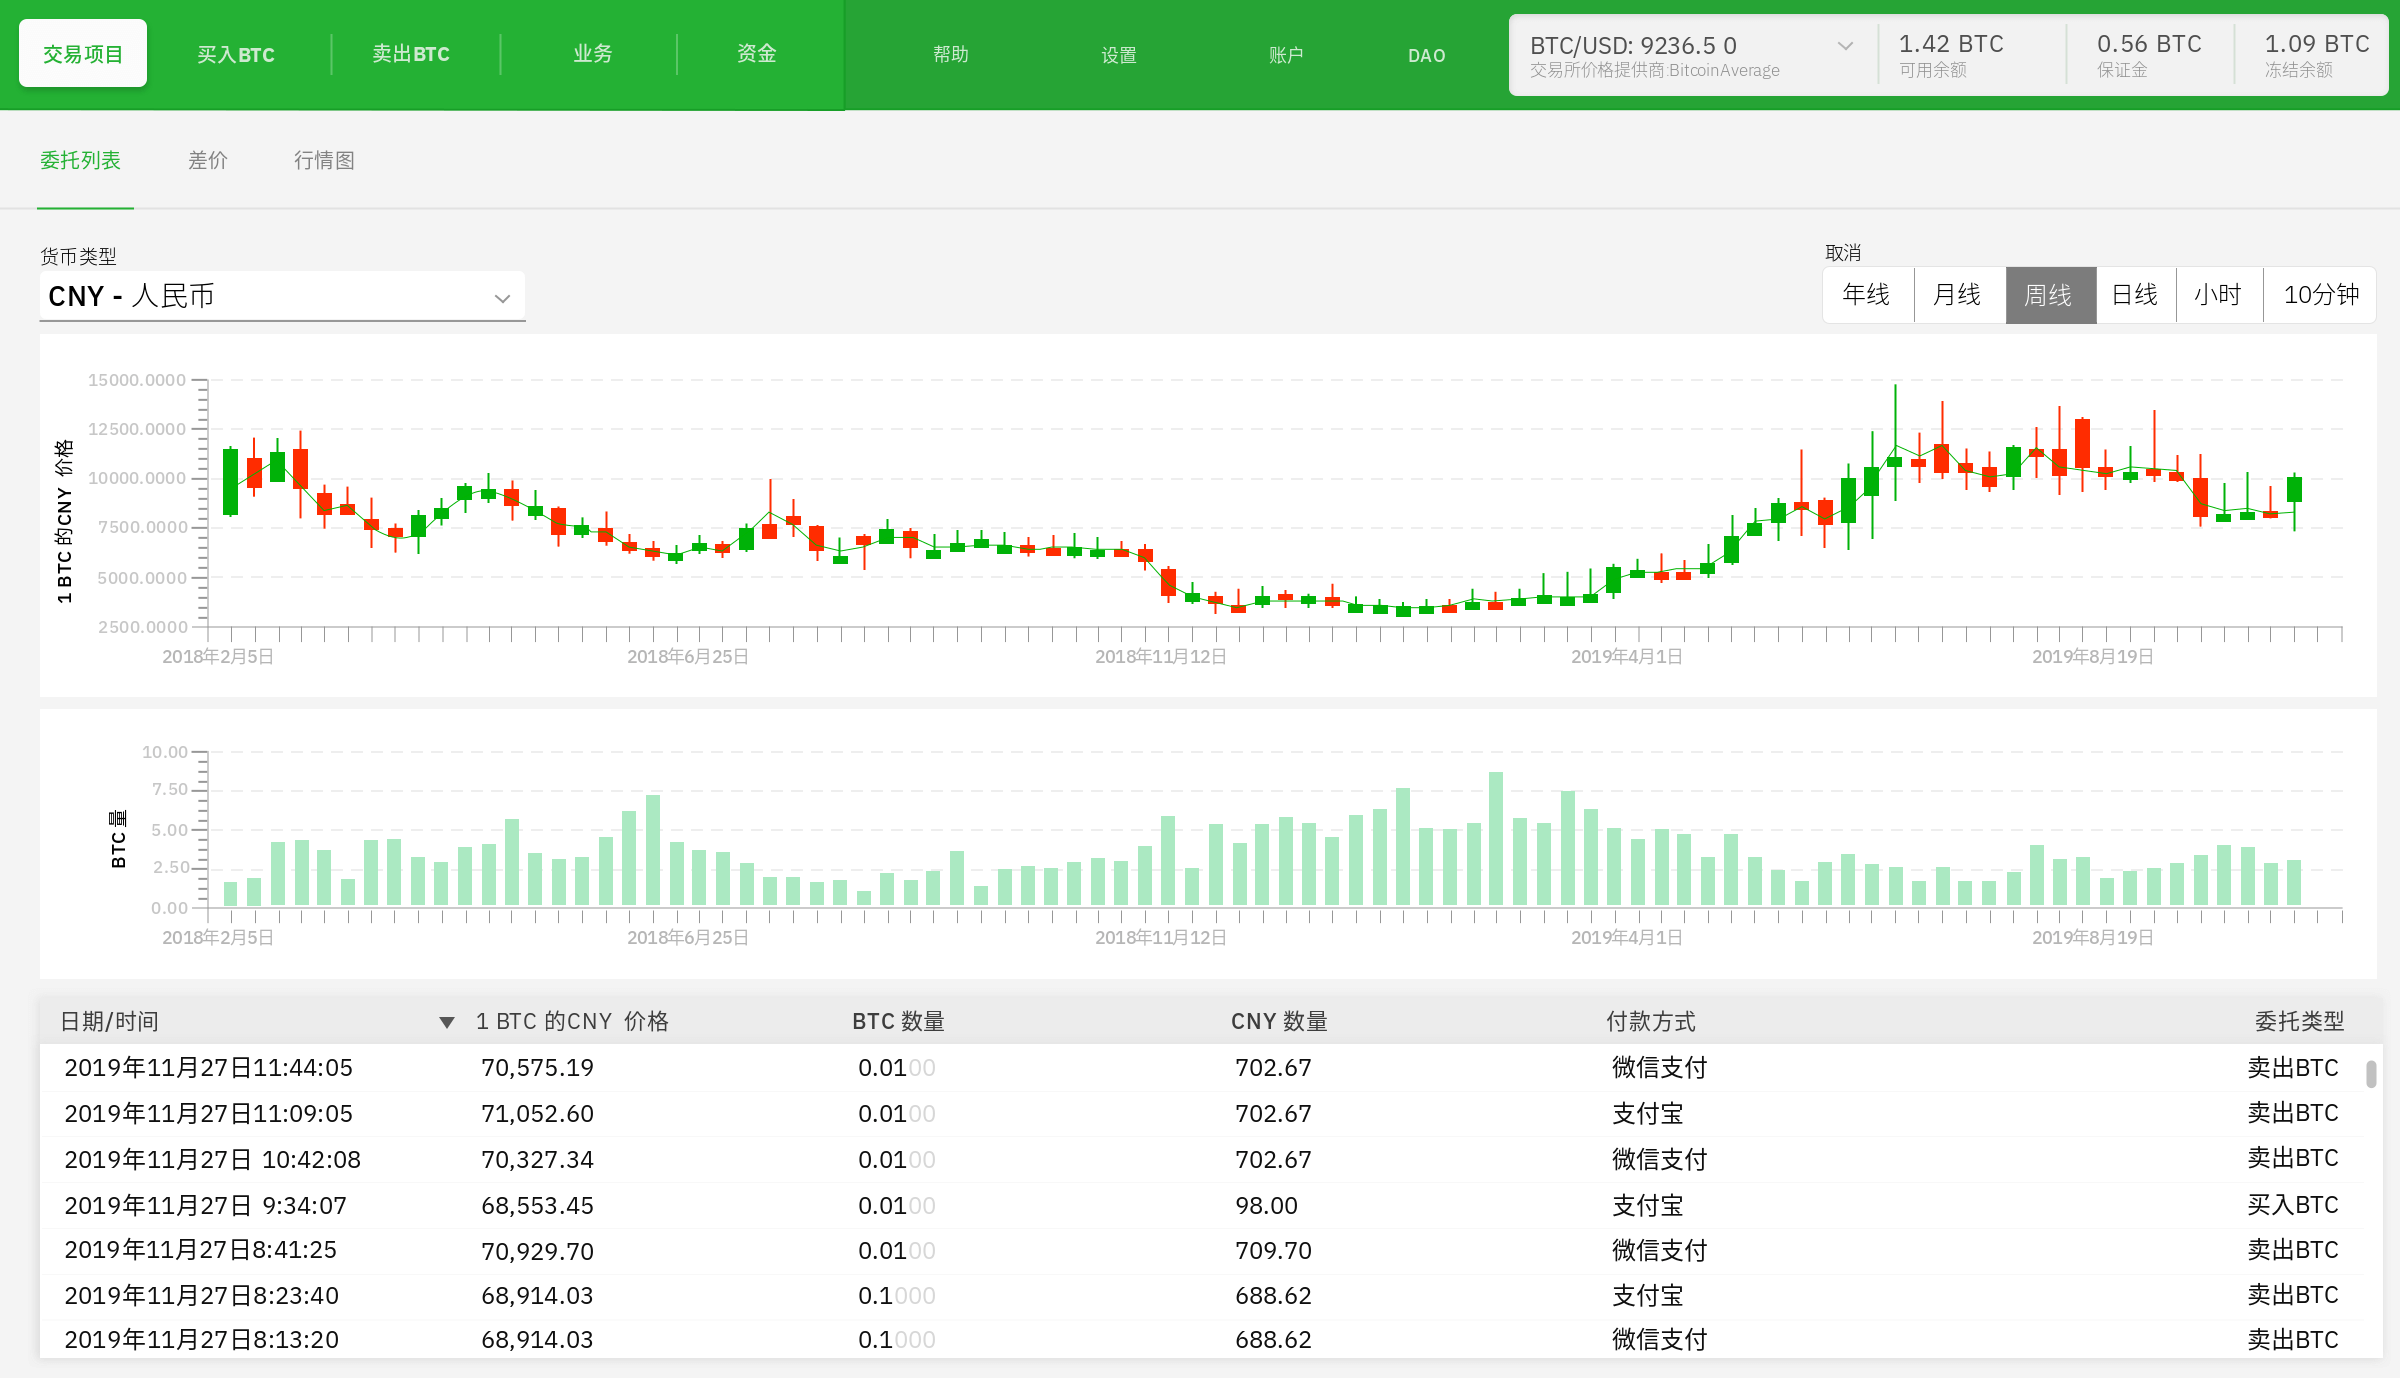 交易项目 买入BTC 卖出BTC 业务 资金 帮助 设置 账户 DAO
BTC/USD: 9236.5 0 1.42 BTC 0.56 BTC 1.09 BTC
交易所价格提供商:BitcoinAverage 可用余额 保证金 冻结余额
委托列表 差价 行情图
货币类型 取消
CNY - 人民币 年线 月线 周线 日线 小时 10分钟
1 BTC 的CNY 价格
15000.0000
12500.0000
10000.0000
7500.0000
5000.0000
2500.0000
2018年2月5日 2018年6月25日 2018年11月12日 2019年4月1日 2019年8月19日
BTC 量
10.00
7.50
5.00
2.50
0.00
2018年2月5日 2018年6月25日 2018年11月12日 2019年4月1日 2019年8月19日
日期/时间 ▼ 1 BTC 的CNY 价格 BTC 数量 CNY 数量 付款方式 委托类型
2019年11月27日11:44:05 70,575.19 0.0100 702.67 微信支付 卖出BTC
2019年11月27日11:09:05 71,052.60 0.0100 702.67 支付宝 卖出BTC
2019年11月27日 10:42:08 70,327.34 0.0100 702.67 微信支付 卖出BTC
2019年11月27日 9:34:07 68,553.45 0.0100 98.00 支付宝 买入BTC
2019年11月27日8:41:25 70,929.70 0.0100 709.70 微信支付 卖出BTC
2019年11月27日8:23:40 68,914.03 0.1000 688.62 支付宝 卖出BTC
2019年11月27日8:13:20 68,914.03 0.1000 688.62 微信支付 卖出BTC